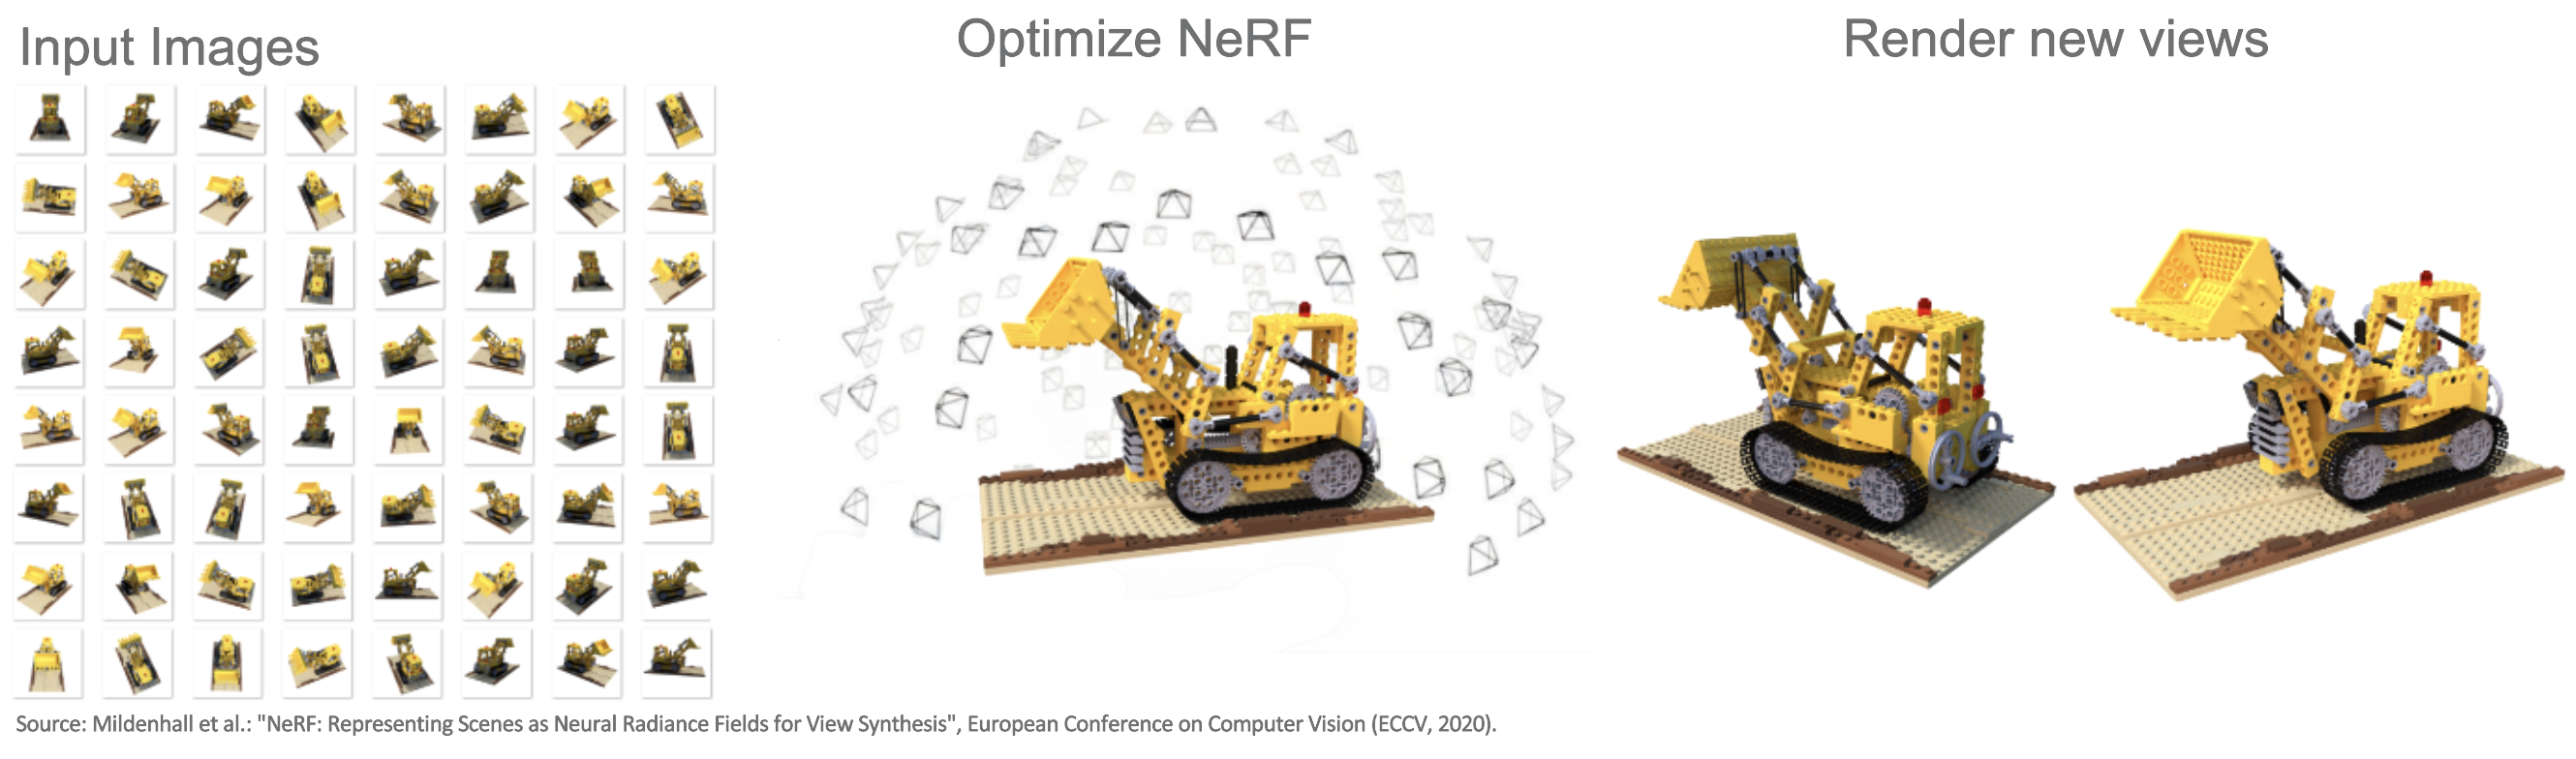 Input Images
Optimize NeRF
Render new views
Source: Mildenhall et al.: "NeRF: Representing Scenes as Neural Radiance Fields for View Synthesis", European Conference on Computer Vision (ECCV, 2020).